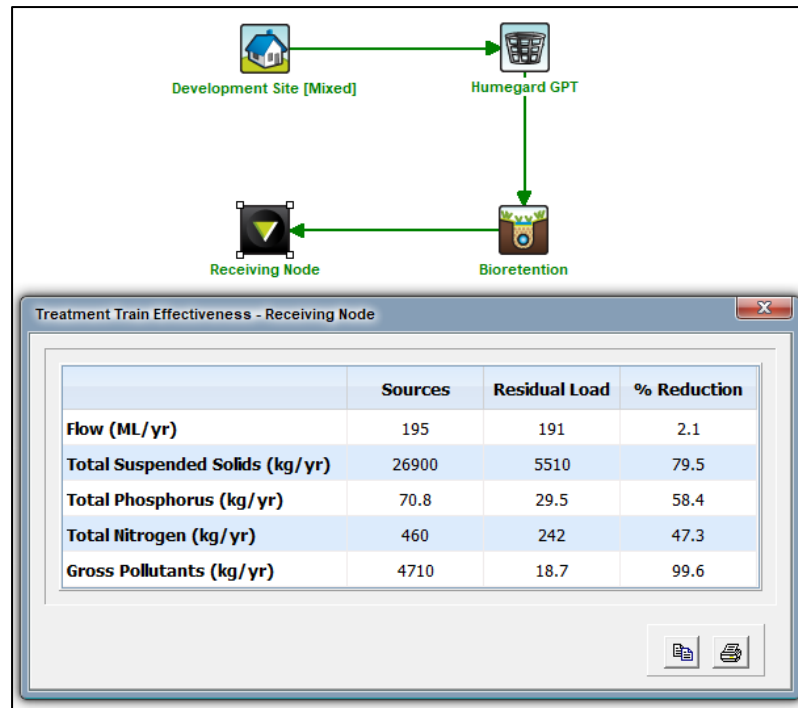 Development Site [Mixed]
Humegard GPT
Receiving Node
Bioretention
Treatment Train Effectiveness - Receiving Node
x
Sources Residual Load % Reduction
Flow (ML/yr) 195 191 2.1
Total Suspended Solids (kg/yr) 26900 5510 79.5
Total Phosphorus (kg/yr) 70.8 29.5 58.4
Total Nitrogen (kg/yr) 460 242 47.3
Gross Pollutants (kg/yr) 4710 18.7 99.6